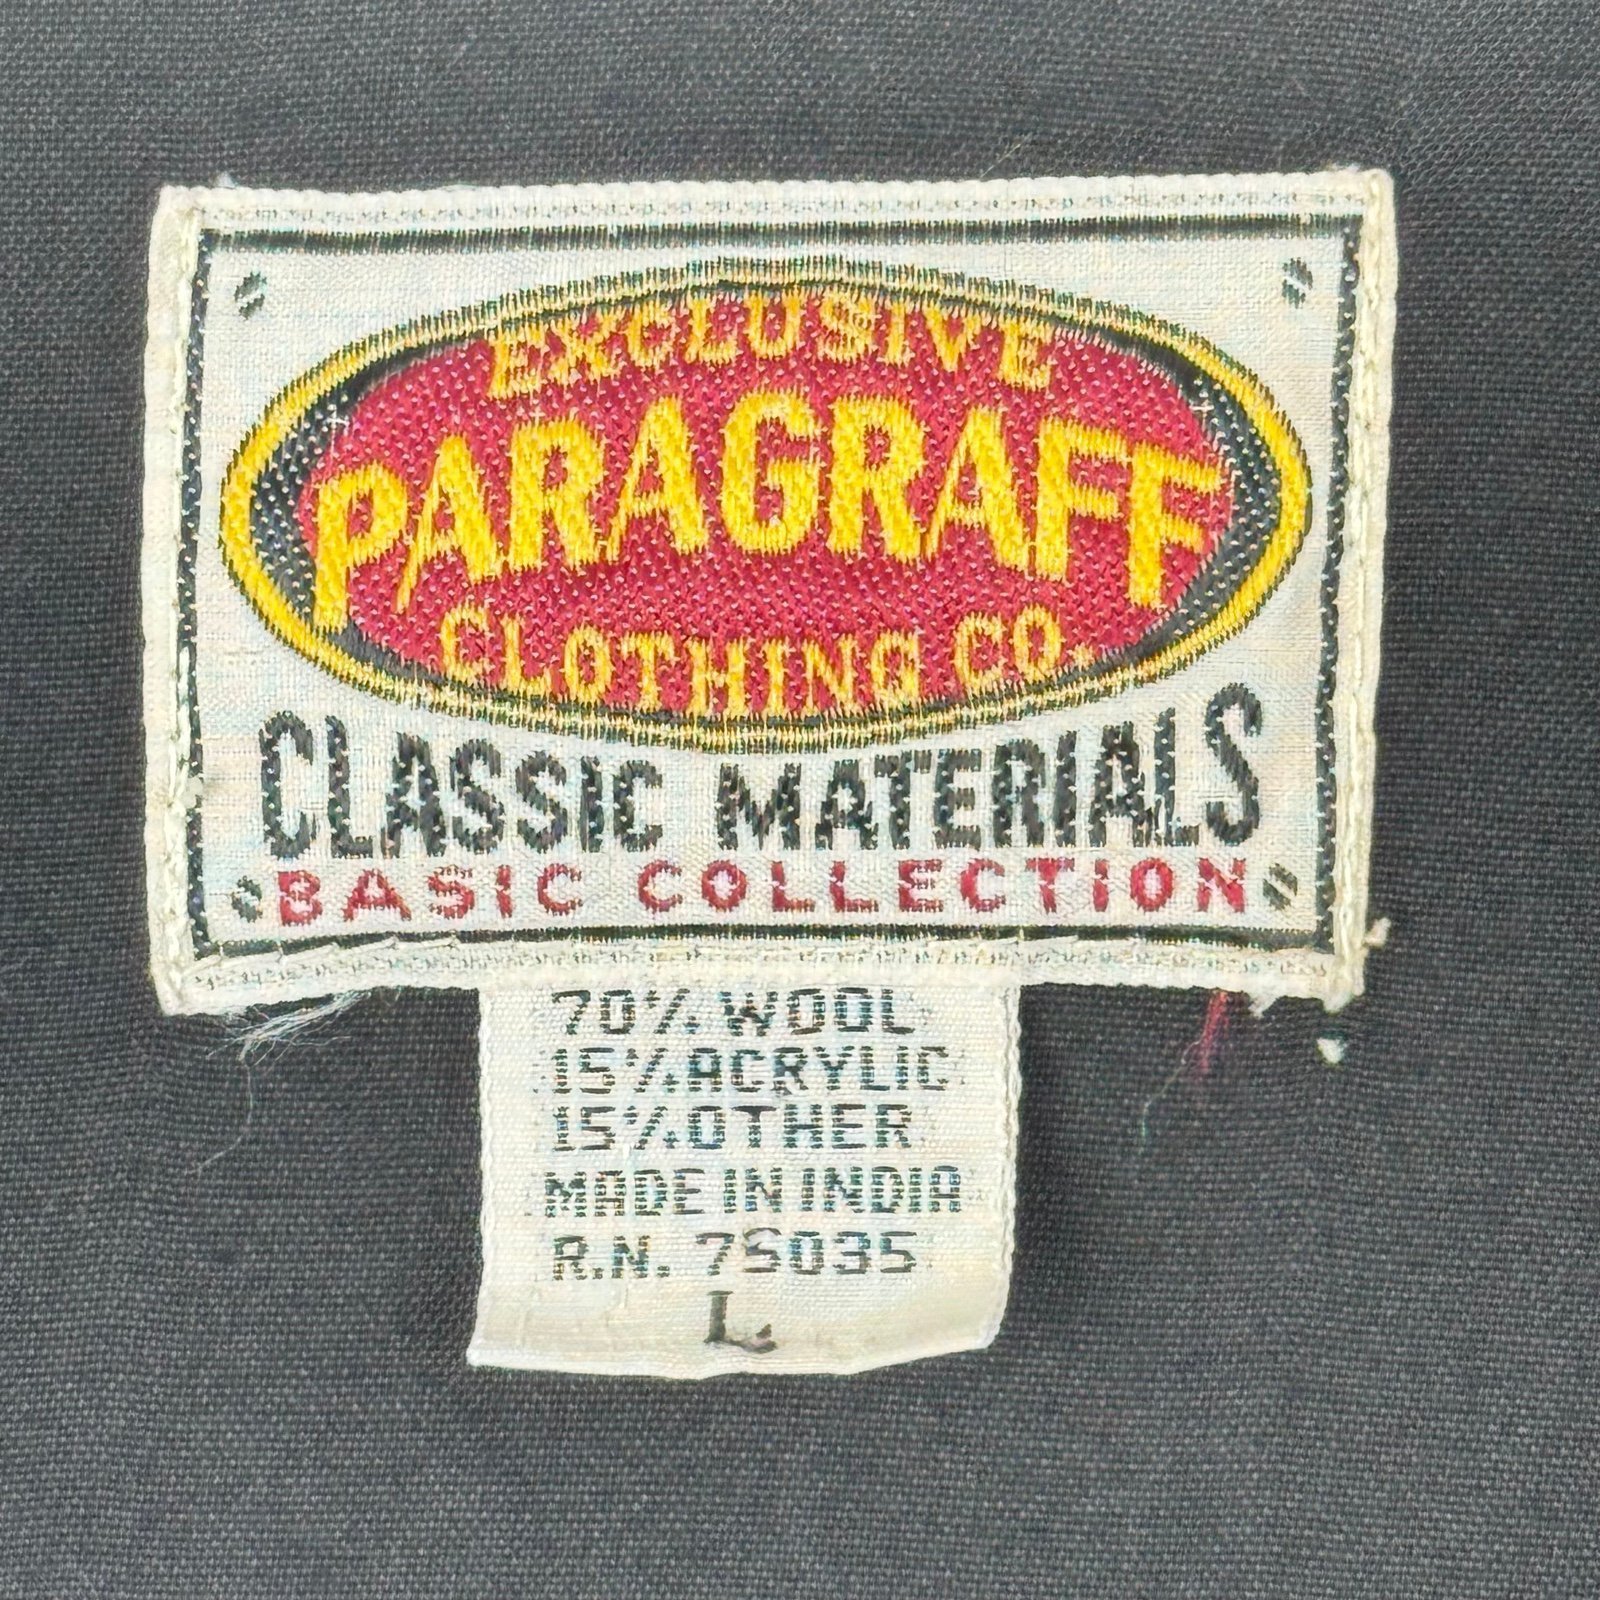 EXCLUSIVE
PARAGRAFF
CLOTHING CO.
CLASSIC MATERIALS
BASIC COLLECTION
70% WOOL
15% ACRYLIC
15% OTHER
MADE IN INDIA
R.N. 75035
L